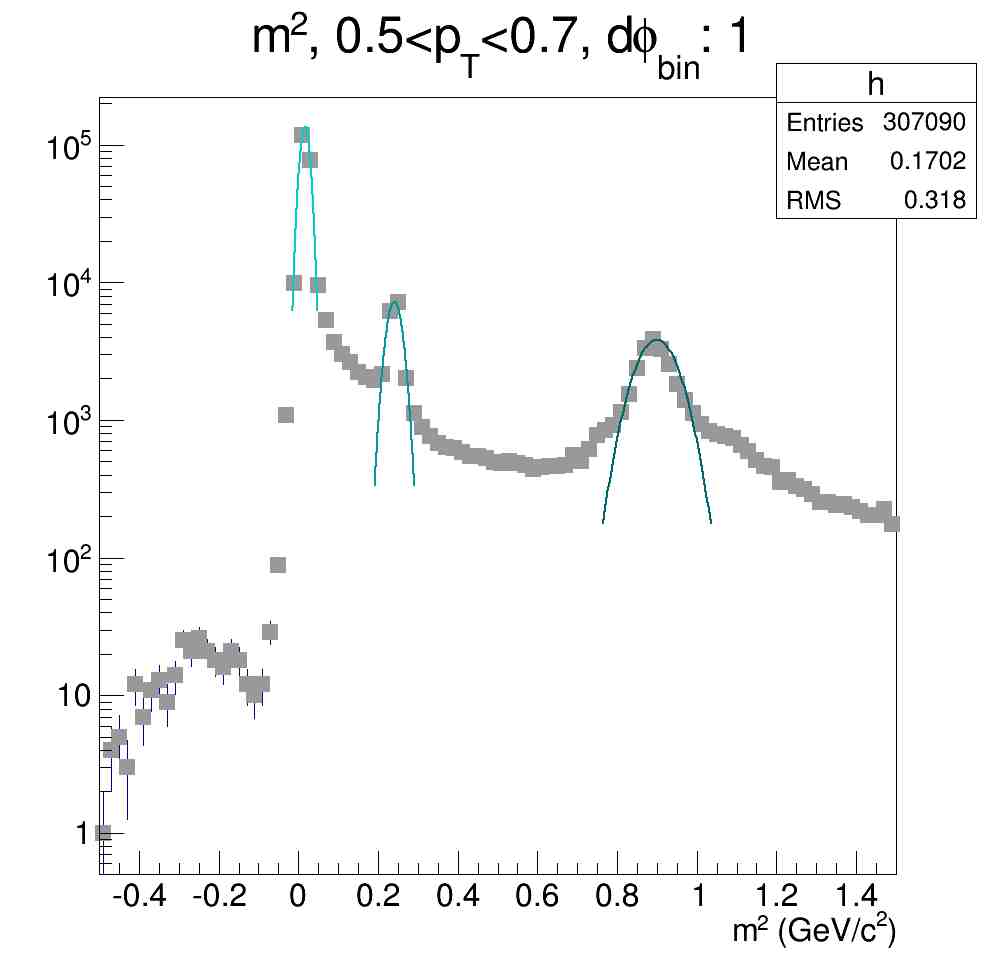 m², 0.5<p_T<0.7, dϕ_bin: 1
h
Entries 307090
Mean 0.1702
RMS 0.318
10⁵
10⁴
10³
10²
10
1
-0.4 -0.2 0 0.2 0.4 0.6 0.8 1 1.2 1.4
m² (GeV/c²)